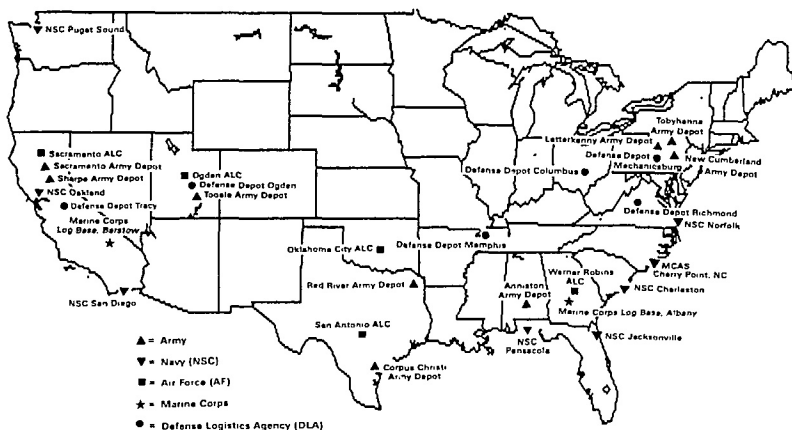 NSC Puget Sound
Tobyhanna
Army Depot
Letterkenny Army Depot
Defense Depot
Mechanicsburg
New Cumberland
Army Depot
Defense Depot Columbus
Sacramento ALC
Sacramento Army Depot
Sharpe Army Depot
NSC Oakland
Defense Depot Tracy
Marine Corps
Log Base, Barstow
NSC San Diego
Ogden ALC
Defense Depot Ogden
Tooele Army Depot
Defense Depot Richmond
NSC Norfolk
Defense Depot Memphis
Oklahoma City ALC
MCAS
Cherry Point, NC
Red River Army Depot
Anniston
Army Depot
Warner Robins
ALC
NSC Charleston
Marine Corps Log Base, Albany
San Antonio ALC
NSC
Pensacola
NSC Jacksonville
Corpus Christi
Army Depot
▲ = Army
▼ = Navy (NSC)
■ = Air Force (AF)
★ = Marine Corps
● = Defense Logistics Agency (DLA)